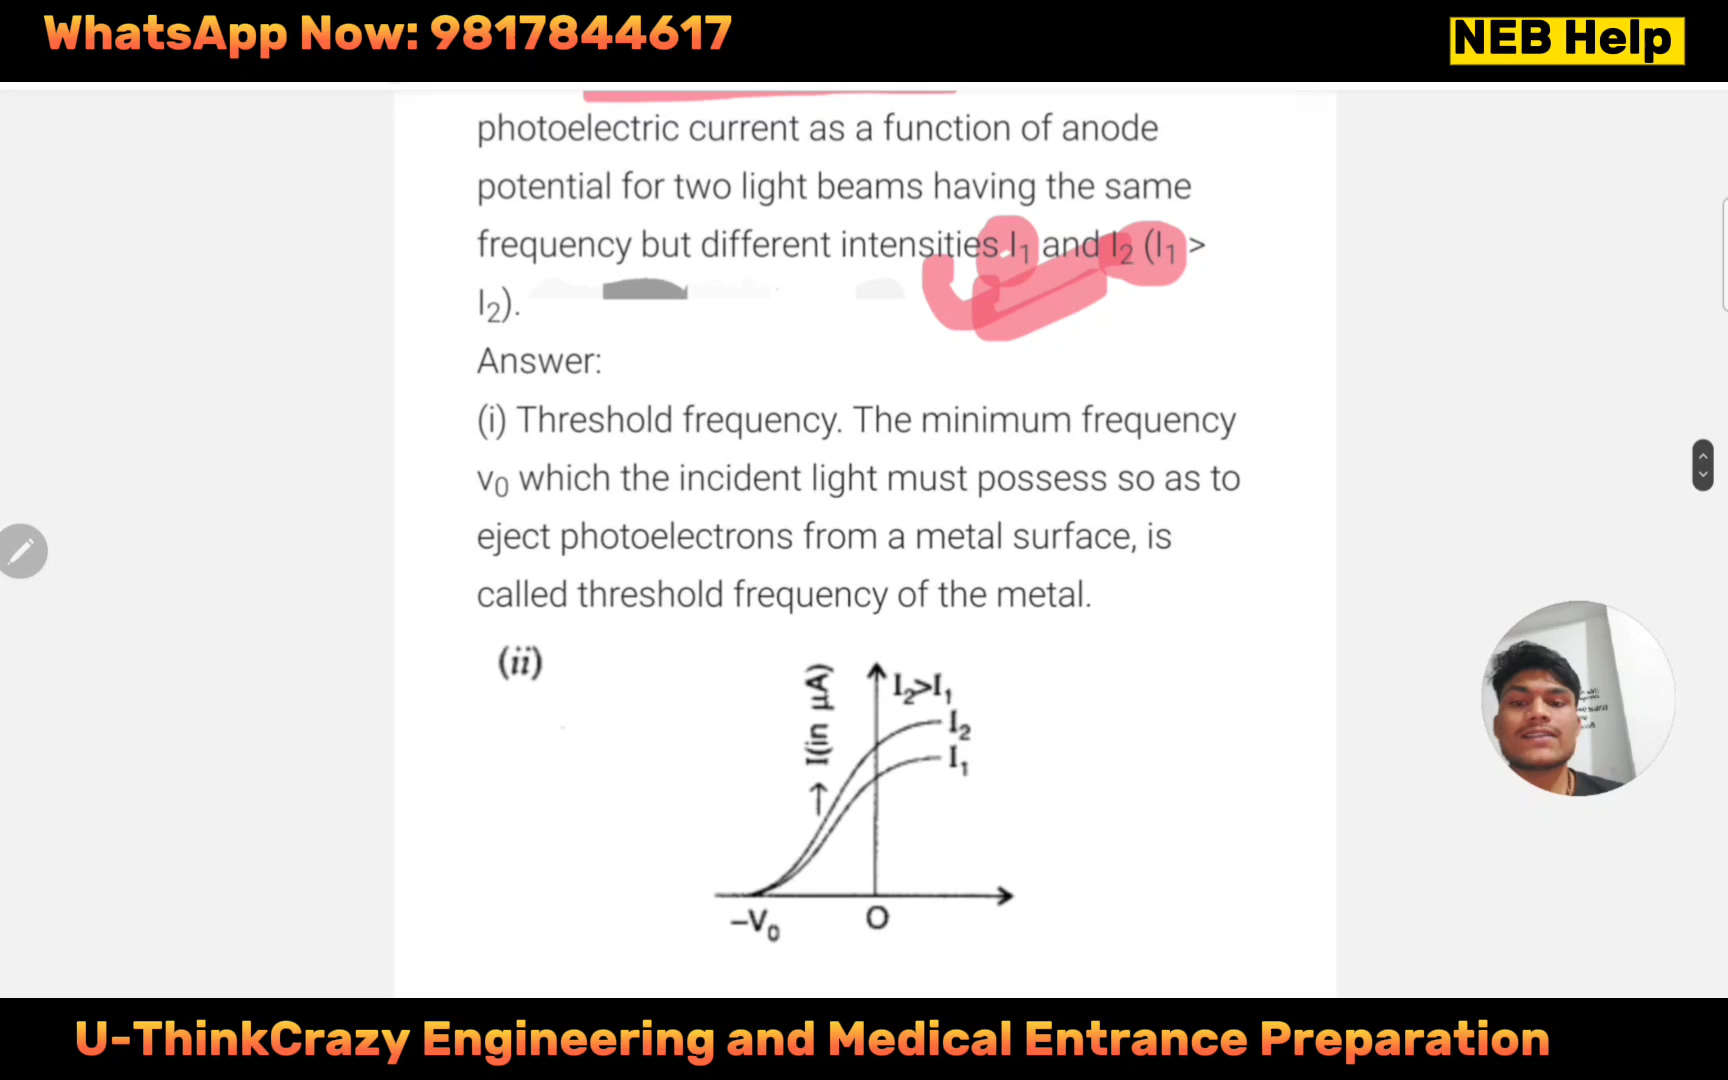 WhatsApp Now: 9817844617
NEB Help
photoelectric current as a function of anode
potential for two light beams having the same
frequency but different intensities I₁ and I₂ (I₁ >
I₂).
Answer:
(i) Threshold frequency. The minimum frequency
v₀ which the incident light must possess so as to
eject photoelectrons from a metal surface, is
called threshold frequency of the metal.
(ii)
→ I(in μA)
I₂>I₁
I₂
I₁
−V₀
O
U-ThinkCrazy Engineering and Medical Entrance Preparation